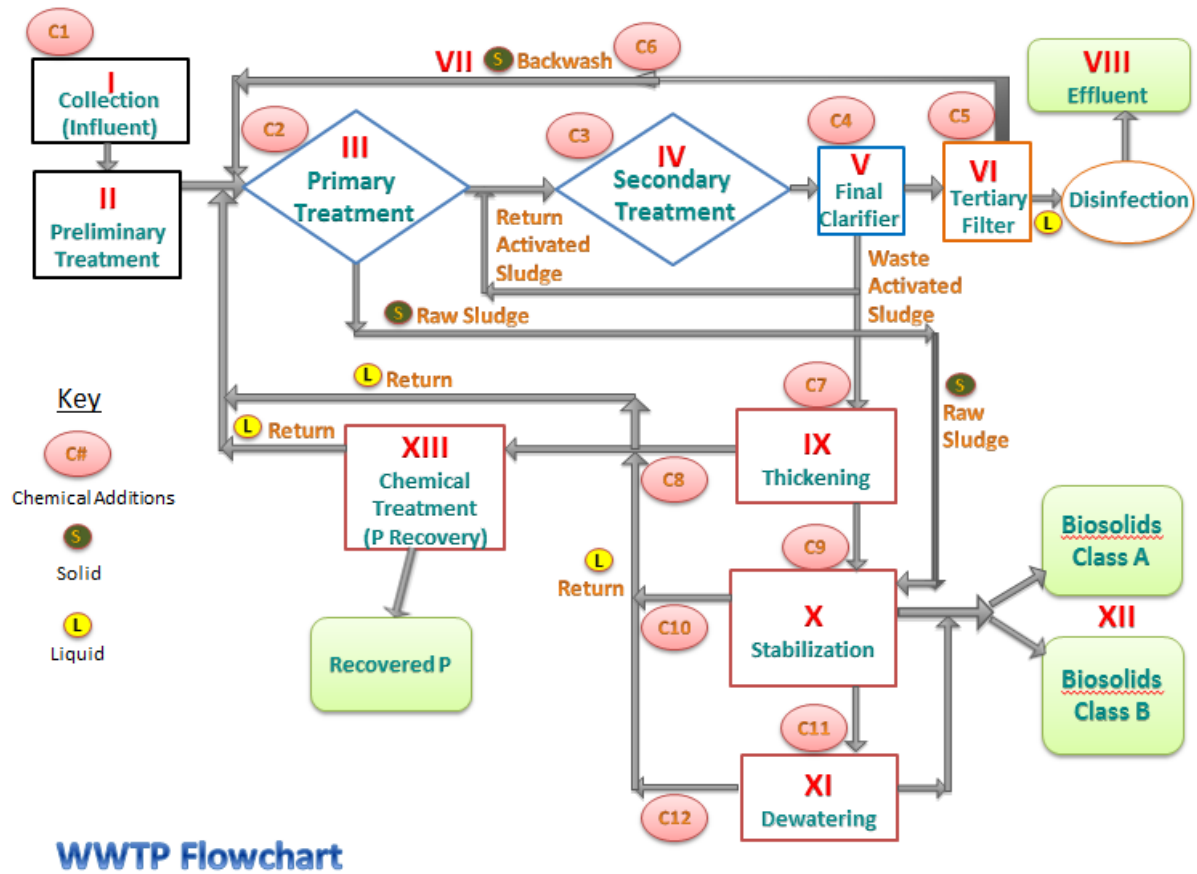 C1
I
Collection
(Influent)
II
Preliminary
Treatment
VII
S
Backwash
C6
C2
III
Primary
Treatment
C3
IV
Secondary
Treatment
C4
V
Final
Clarifier
C5
VI
Tertiary
Filter
L
Disinfection
VIII
Effluent
Return
Activated
Sludge
Waste
Activated
Sludge
S
Raw Sludge
S
Raw
Sludge
L
Return
L
Return
C7
IX
Thickening
C8
XIII
Chemical
Treatment
(P Recovery)
Recovered P
C9
L
Return
C10
X
Stabilization
C11
XI
Dewatering
C12
Biosolids
Class A
XII
Biosolids
Class B
Key
C#
Chemical Additions
S
Solid
L
Liquid
WWTP Flowchart